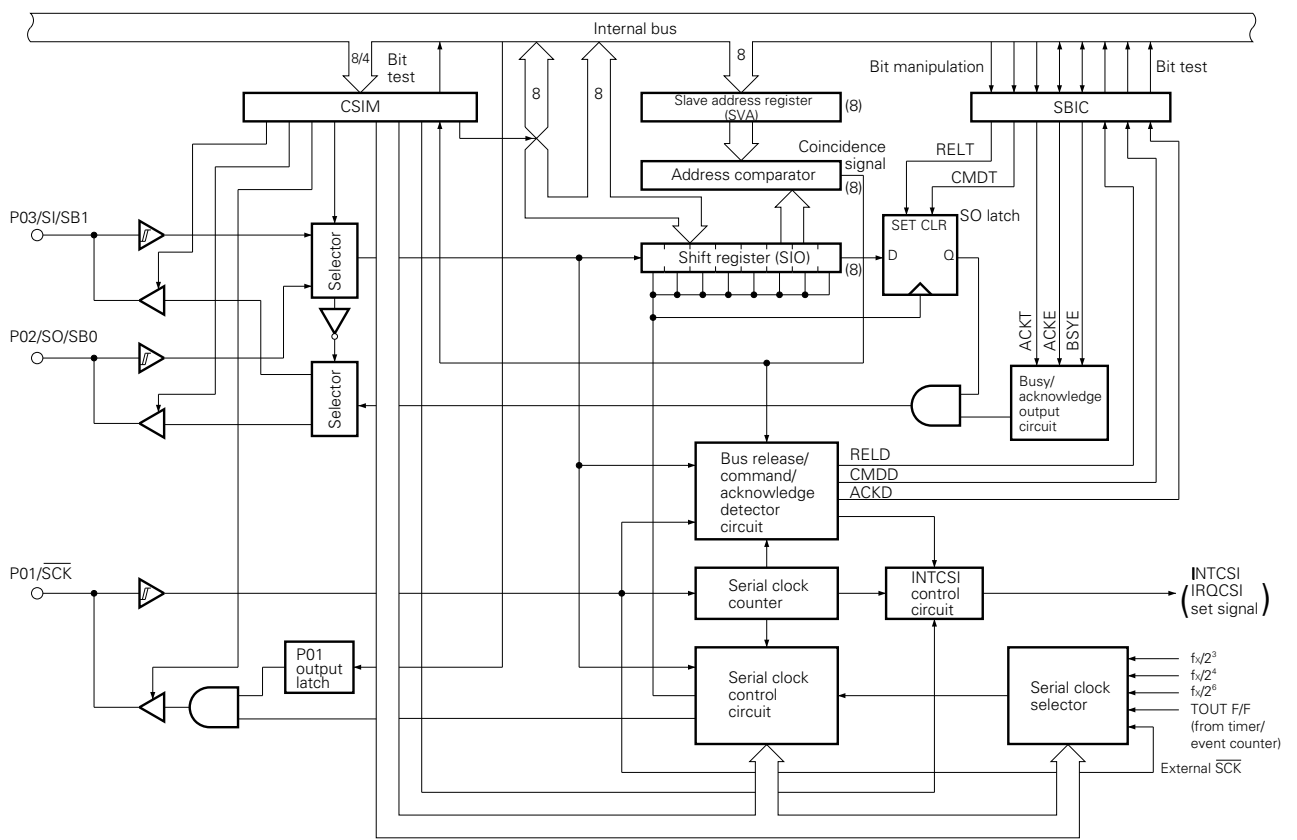 Internal bus
8/4
Bit
test
8
8
8
Bit manipulation
Bit test
CSIM
Slave address register
(SVA)
(8)
SBIC
Coincidence
signal
Address comparator
(8)
RELT
CMDT
P03/SI/SB1
Selector
SET CLR
SO latch
D
Q
Shift register (SIO)
(8)
P02/SO/SB0
Selector
ACKT
ACKE
BSYE
Busy/
acknowledge
output
circuit
Bus release/
command/
acknowledge
detector
circuit
RELD
CMDD
ACKD
P01/SCK
Serial clock
counter
INTCSI
control
circuit
INTCSI
( IRQCSI
set signal )
P01
output
latch
Serial clock
control
circuit
Serial clock
selector
fx/2³
fx/2⁴
fx/2⁶
TOUT F/F
(from timer/
event counter)
External SCK